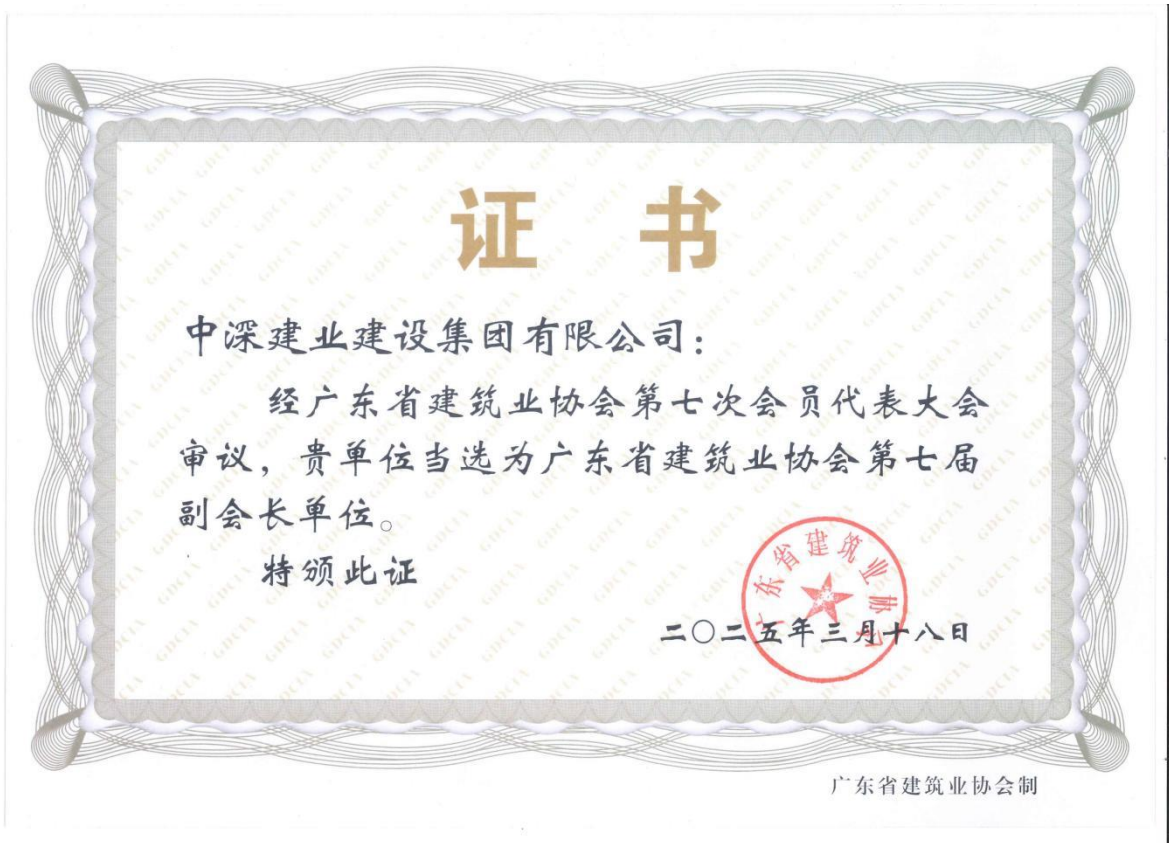 证 书
中深建业建设集团有限公司：
经广东省建筑业协会第七次会员代表大会
审议，贵单位当选为广东省建筑业协会第七届
副会长单位。
特颁此证
广东省建筑业协会
二〇二五年三月十八日
广东省建筑业协会制